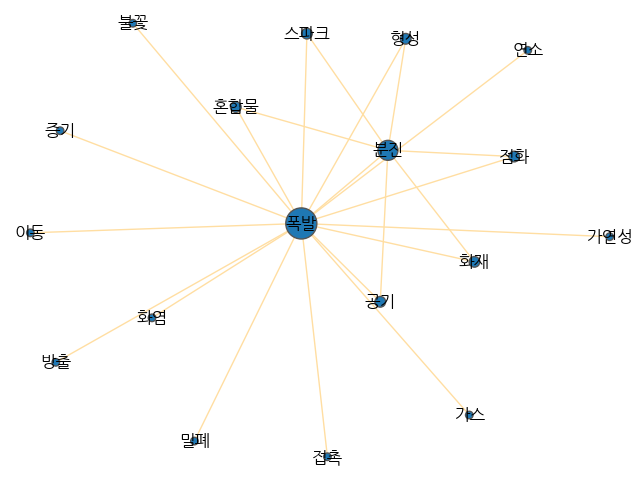 불꽃
스파크
형성
연소
혼합물
증기
분진
점화
폭발
이동
가연성
화재
공기
화염
방출
가스
밀폐
접촉